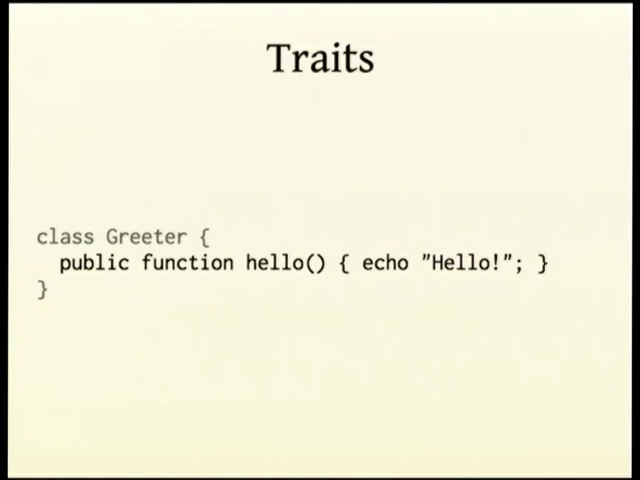 Traits
class Greeter {
public function hello() { echo "Hello!"; }
}